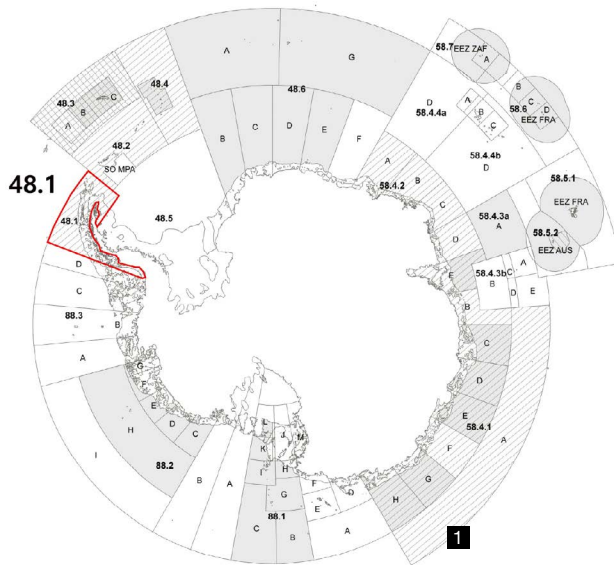 A
G
58.7
EEZ ZAF
A
48.6
48.4
48.3
C
B
A
B
58.6
C
D
EEZ FRA
D
58.4.4a
A
B
C
B
C
D
E
F
48.2
SO MPA
58.4.4b
D
A
58.4.2
B
58.5.1
48.1
48.1
48.5
C
EEZ FRA
58.4.3a
A
D
58.5.2
EEZ AUS
D
E
58.4.3b
C
A
B
D
E
C
88.3
B
B
A
C
G
F
D
E
H
D
C
E
58.4.1
A
I
88.2
L
J
M
K
F
B
A
I
H
G
F
D
G
E
H
88.1
C
B
A
1